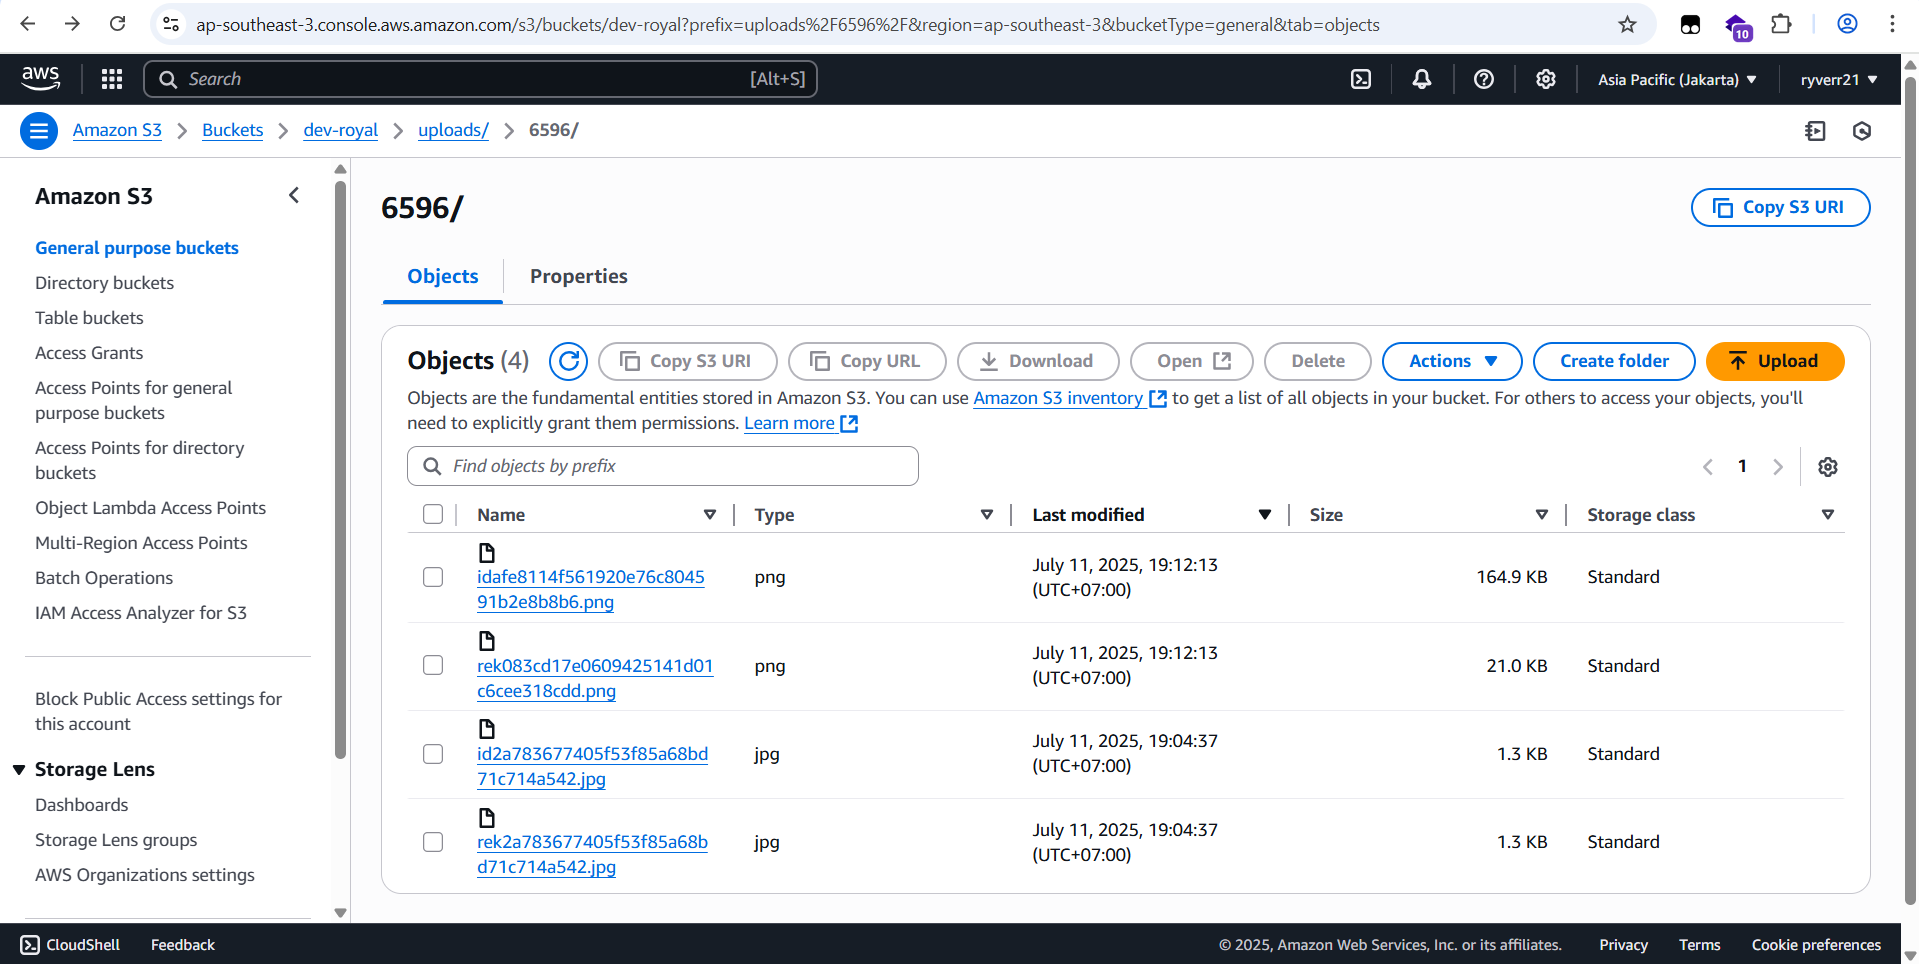 ap-southeast-3.console.aws.amazon.com/s3/buckets/dev-royal?prefix=uploads%2F6596%2F&region=ap-southeast-3&bucketType=general&tab=objects
10
aws
Search
[Alt+S]
Asia Pacific (Jakarta)
ryverr21
Amazon S3
Buckets
dev-royal
uploads/
6596/
Amazon S3
General purpose buckets
Directory buckets
Table buckets
Access Grants
Access Points for general
purpose buckets
Access Points for directory
buckets
Object Lambda Access Points
Multi-Region Access Points
Batch Operations
IAM Access Analyzer for S3
Block Public Access settings for
this account
Storage Lens
Dashboards
Storage Lens groups
AWS Organizations settings
6596/
Copy S3 URI
Objects
Properties
Objects (4)
Copy S3 URI
Copy URL
Download
Open
Delete
Actions
Create folder
Upload
Objects are the fundamental entities stored in Amazon S3. You can use Amazon S3 inventory to get a list of all objects in your bucket. For others to access your objects, you'll
need to explicitly grant them permissions. Learn more
Find objects by prefix
1
Name
Type
Last modified
Size
Storage class
idafe8114f561920e76c8045
91b2e8b8b6.png
png
July 11, 2025, 19:12:13
(UTC+07:00)
164.9 KB
Standard
rek083cd17e0609425141d01
c6cee318cdd.png
png
July 11, 2025, 19:12:13
(UTC+07:00)
21.0 KB
Standard
id2a783677405f53f85a68bd
71c714a542.jpg
jpg
July 11, 2025, 19:04:37
(UTC+07:00)
1.3 KB
Standard
rek2a783677405f53f85a68b
d71c714a542.jpg
jpg
July 11, 2025, 19:04:37
(UTC+07:00)
1.3 KB
Standard
CloudShell
Feedback
© 2025, Amazon Web Services, Inc. or its affiliates.
Privacy
Terms
Cookie preferences